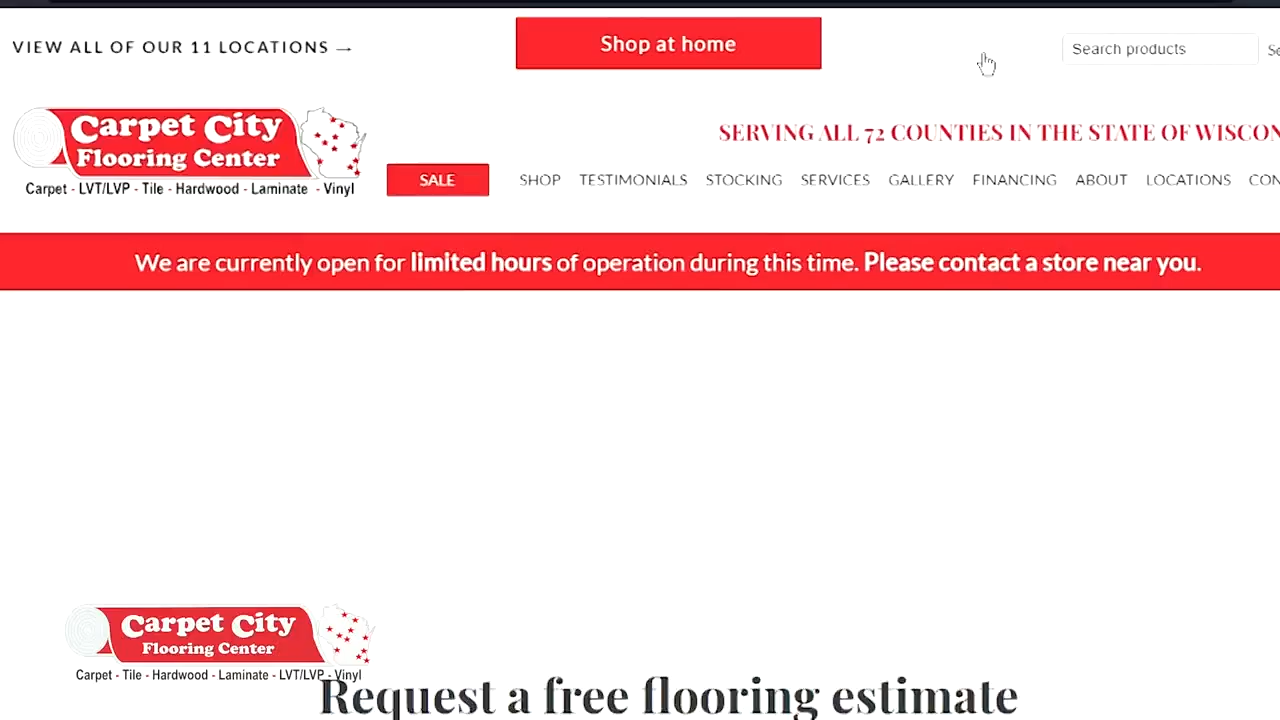 VIEW ALL OF OUR 11 LOCATIONS →
Shop at home
Search products
Carpet City
Flooring Center
Carpet - LVT/LVP - Tile - Hardwood - Laminate - Vinyl
SERVING ALL 72 COUNTIES IN THE STATE OF
SALE SHOP TESTIMONIALS STOCKING SERVICES GALLERY FINANCING ABOUT LOCATIONS
We are currently open for limited hours of operation during this time. Please contact a store near you.
Carpet City
Flooring Center
Carpet - Tile - Hardwood - Laminate - LVT/LVP - Vinyl
Request a free flooring estimate